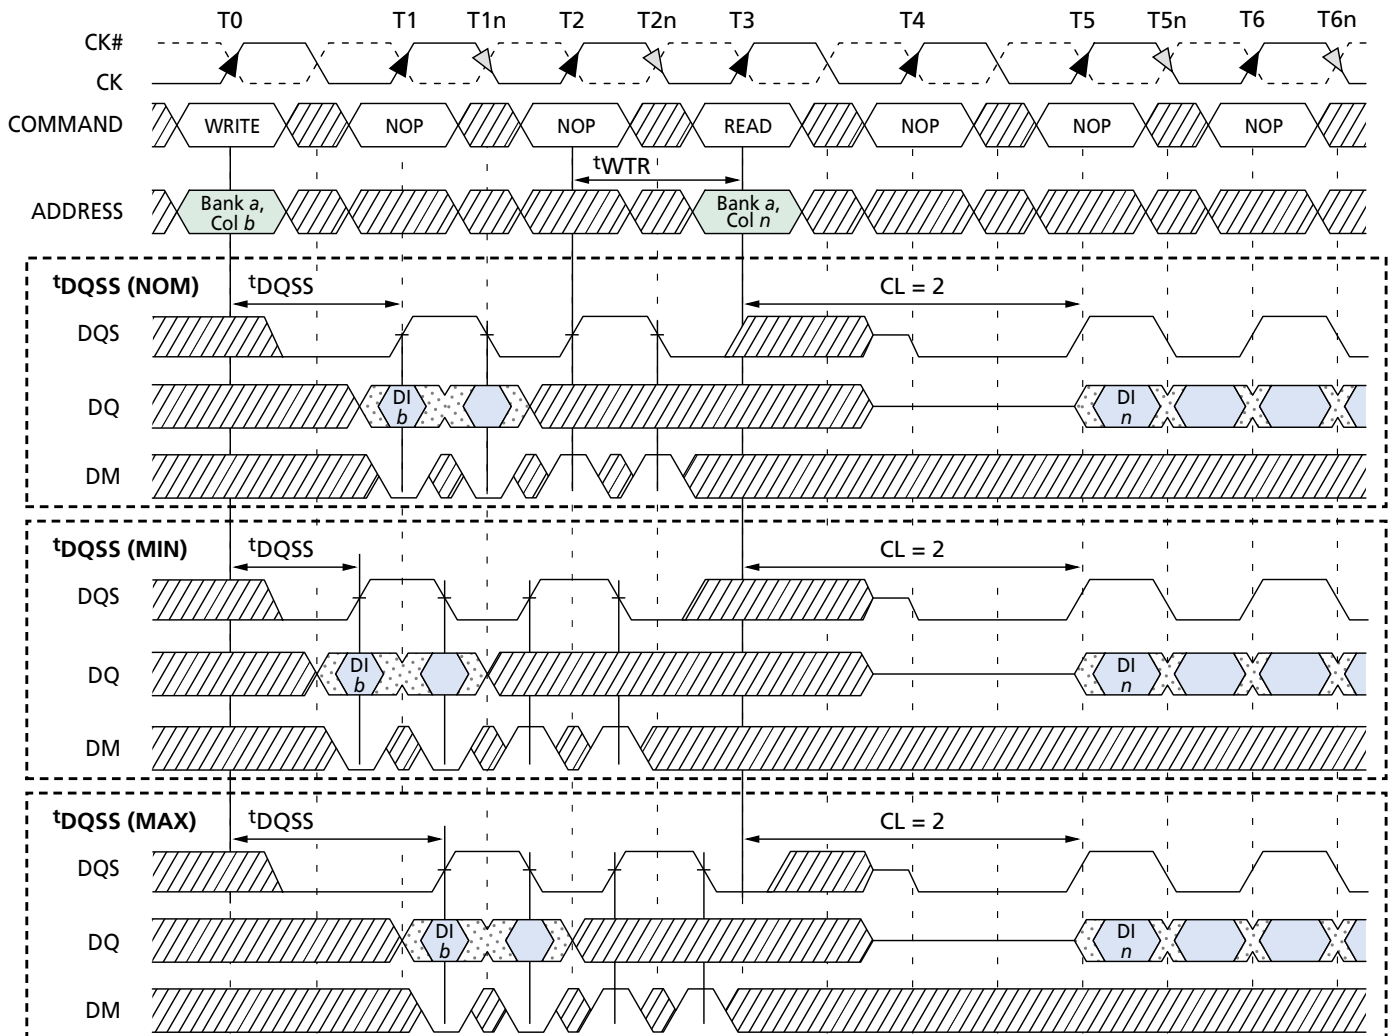 T0 T1 T1n T2 T2n T3 T4 T5 T5n T6 T6n
CK#
CK
COMMAND WRITE NOP NOP READ NOP NOP NOP
tWTR
ADDRESS Bank a, Col b Bank a, Col n
tDQSS (NOM) tDQSS CL = 2
DQS
DQ DI b DI n
DM
tDQSS (MIN) tDQSS CL = 2
DQS
DQ DI b DI n
DM
tDQSS (MAX) tDQSS CL = 2
DQS
DQ DI b DI n
DM